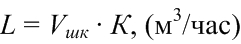 L = Vшк · К, (м³/час)